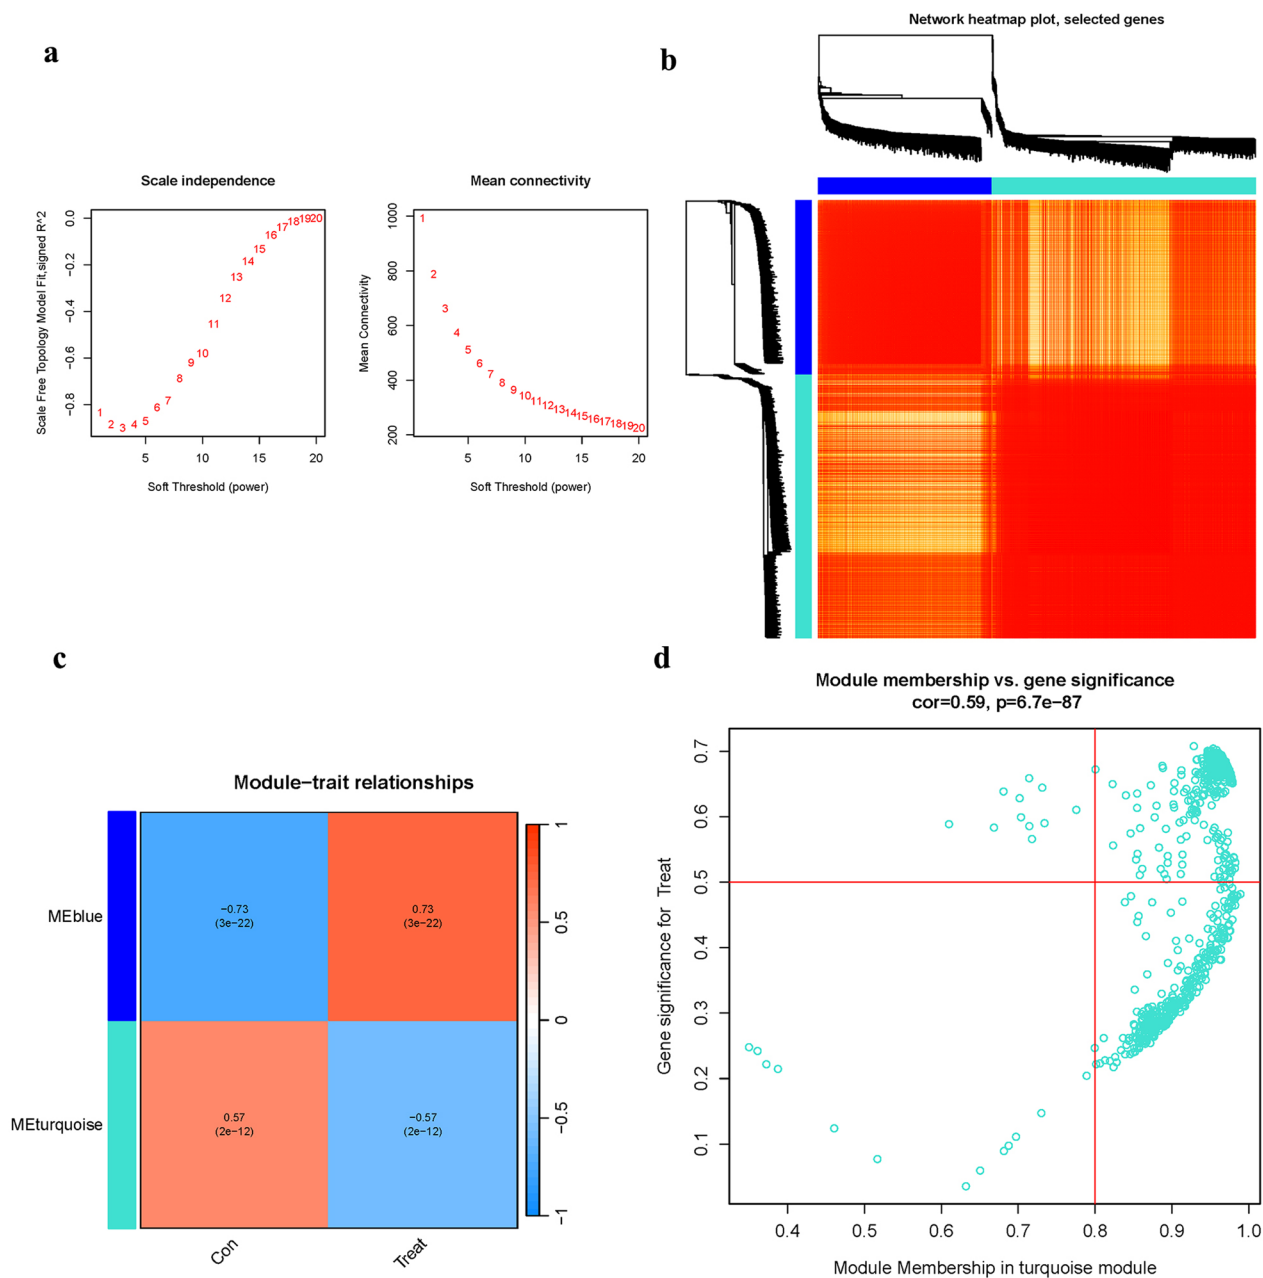 a
Scale independence
Scale Free Topology Model Fit,signed R^2
0.0
−0.2
−0.4
−0.6
−0.8
1 2 3 4 5 6 7 8 9 10 11 12 13 14 15 16 17 18 19 20
5 10 15 20
Soft Threshold (power)
Mean connectivity
Mean Connectivity
1000
800
600
400
200
1 2 3 4 5 6 7 8 9 10 11 12 13 14 15 16 17 18 19 20
5 10 15 20
Soft Threshold (power)
b
Network heatmap plot, selected genes
c
Module−trait relationships
MEblue
−0.73
(3e−22)
0.73
(3e−22)
MEturquoise
0.57
(2e−12)
−0.57
(2e−12)
Con
Treat
1
0.5
0
−0.5
−1
d
Module membership vs. gene significance
cor=0.59, p=6.7e−87
Gene significance for Treat
0.7
0.6
0.5
0.4
0.3
0.2
0.1
0.4 0.5 0.6 0.7 0.8 0.9 1.0
Module Membership in turquoise module